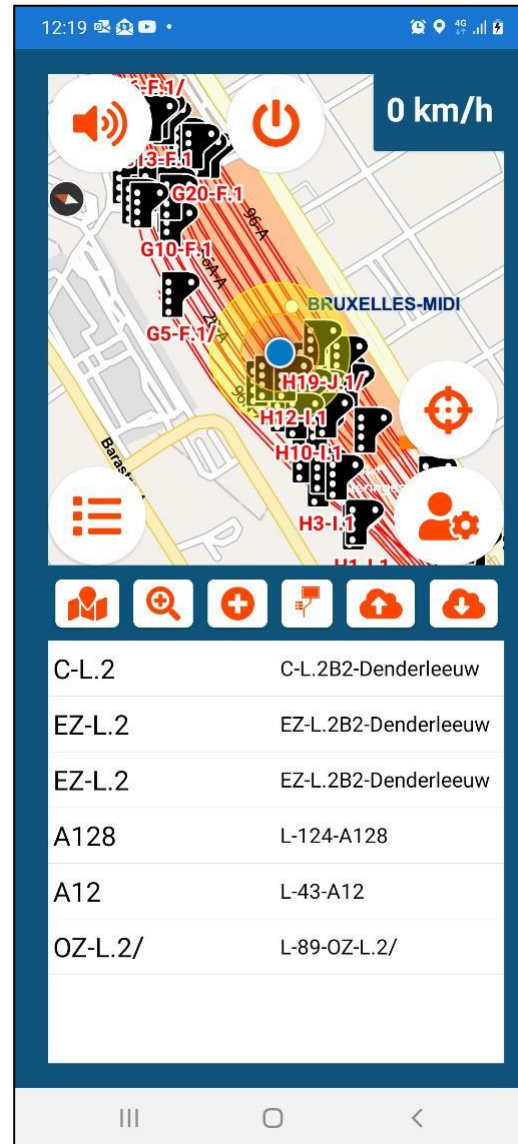 12:19
4G
0 km/h
G20-F.1
G10-F.1
96-A
G5-F.1/
BRUXELLES-MIDI
H19-J.1/
H12-I.1
H10-I.1
H3-I.1
C-L.2 C-L.2B2-Denderleeuw
EZ-L.2 EZ-L.2B2-Denderleeuw
EZ-L.2 EZ-L.2B2-Denderleeuw
A128 L-124-A128
A12 L-43-A12
OZ-L.2/ L-89-OZ-L.2/